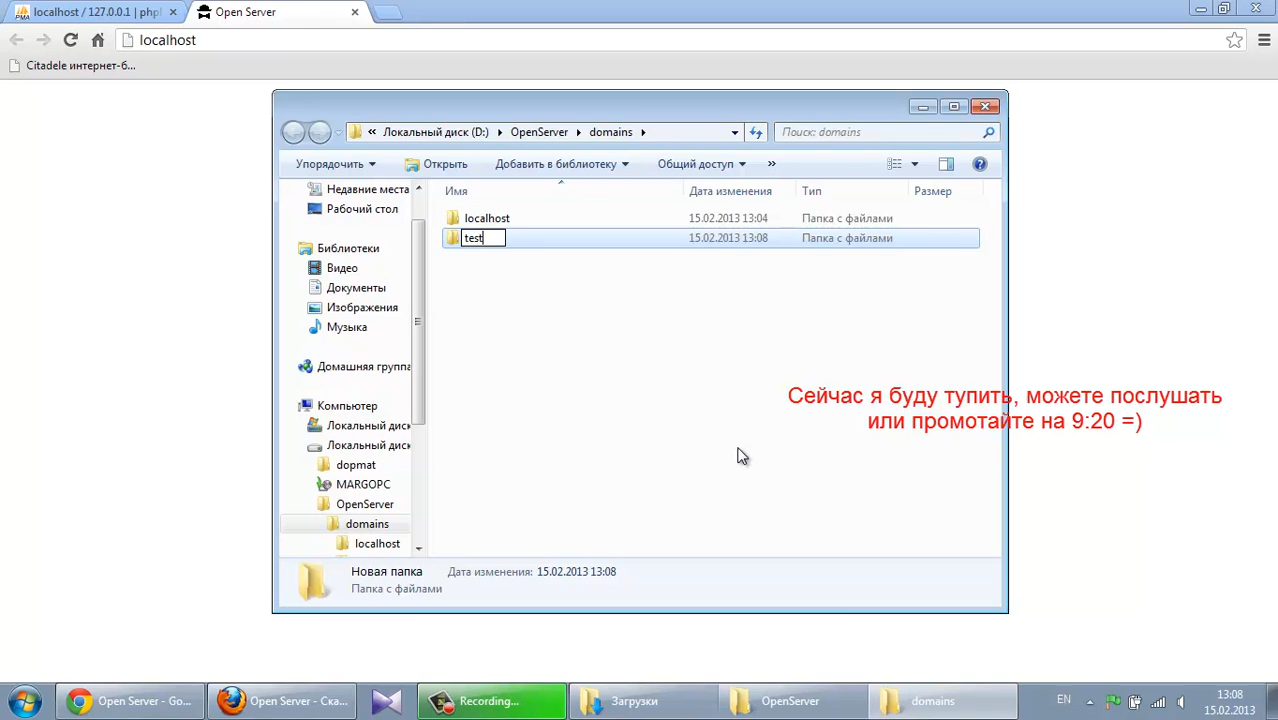 localhost / 127.0.0.1 | phpl
Open Server
localhost
Citadele интернет-б...
Локальный диск (D:)
OpenServer
domains
Поиск: domains
Упорядочить
Открыть
Добавить в библиотеку
Общий доступ
»
Имя
Дата изменения
Тип
Размер
localhost
15.02.2013 13:04
Папка с файлами
test
15.02.2013 13:08
Папка с файлами
Недавние места
Рабочий стол
Библиотеки
Видео
Документы
Изображения
Музыка
Домашняя группа
Компьютер
Локальный диск
Локальный диск
dopmat
MARGOPC
OpenServer
domains
localhost
Сейчас я буду тупить, можете послушать
или промотайте на 9:20 =)
Новая папка
Дата изменения: 15.02.2013 13:08
Папка с файлами
Open Server - Go...
Open Server - Ска...
Recording...
Загрузки
OpenServer
domains
EN
13:08
15.02.2013